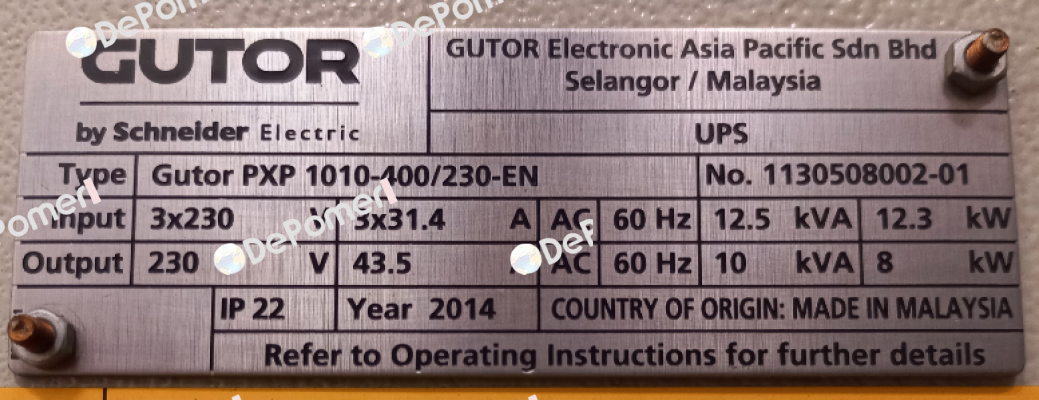 GUTOR
by Schneider Electric
GUTOR Electronic Asia Pacific Sdn Bhd
Selangor / Malaysia
UPS
Type Gutor PXP 1010-400/230-EN No. 1130508002-01
Input 3x230 V 3x31.4 A AC 60 Hz 12.5 kVA 12.3 kW
Output 230 V 43.5 AC 60 Hz 10 kVA 8 kW
IP 22 Year 2014 COUNTRY OF ORIGIN: MADE IN MALAYSIA
Refer to Operating Instructions for further details
DePomerl